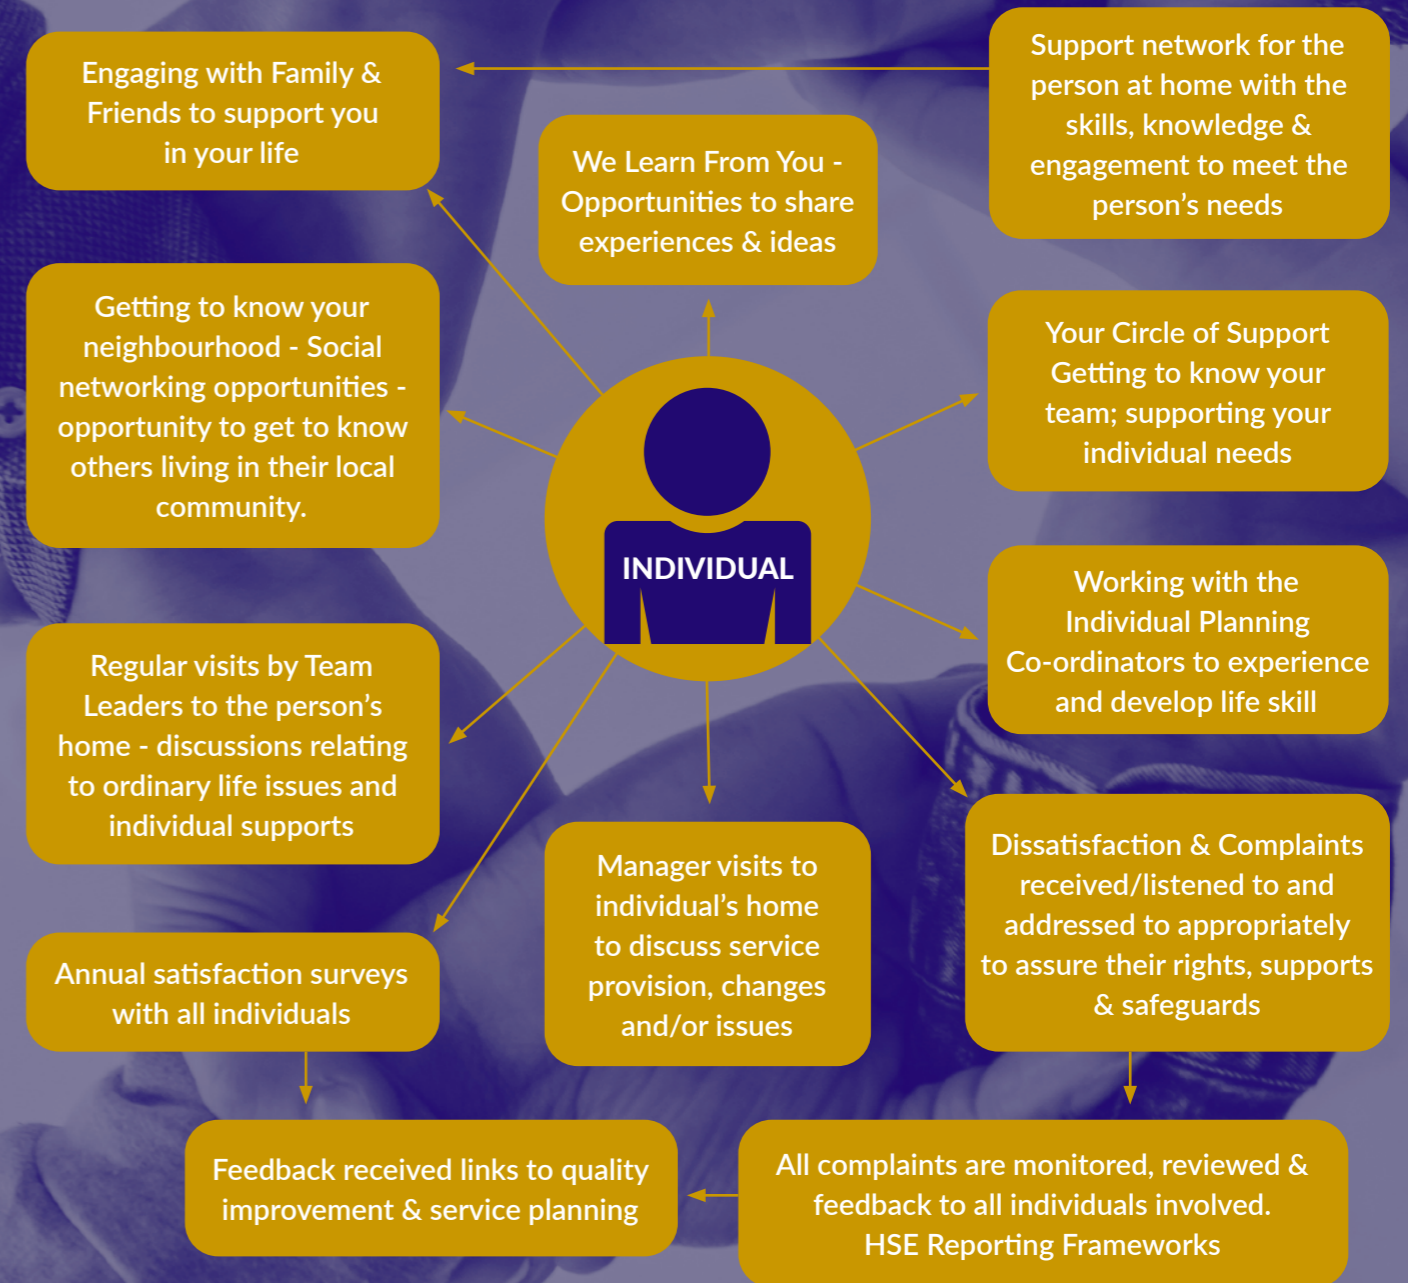 Engaging with Family &
Friends to support you
in your life
We Learn From You -
Opportunities to share
experiences & ideas
Support network for the
person at home with the
skills, knowledge &
engagement to meet the
person's needs
Getting to know your
neighbourhood - Social
networking opportunities -
opportunity to get to know
others living in their local
community.
Your Circle of Support
Getting to know your
team; supporting your
individual needs
INDIVIDUAL
Working with the
Individual Planning
Co-ordinators to experience
and develop life skill
Regular visits by Team
Leaders to the person's
home - discussions relating
to ordinary life issues and
individual supports
Manager visits to
individual's home
to discuss service
provision, changes
and/or issues
Dissatisfaction & Complaints
received/listened to and
addressed to appropriately
to assure their rights, supports
& safeguards
Annual satisfaction surveys
with all individuals
Feedback received links to quality
improvement & service planning
All complaints are monitored, reviewed &
feedback to all individuals involved.
HSE Reporting Frameworks